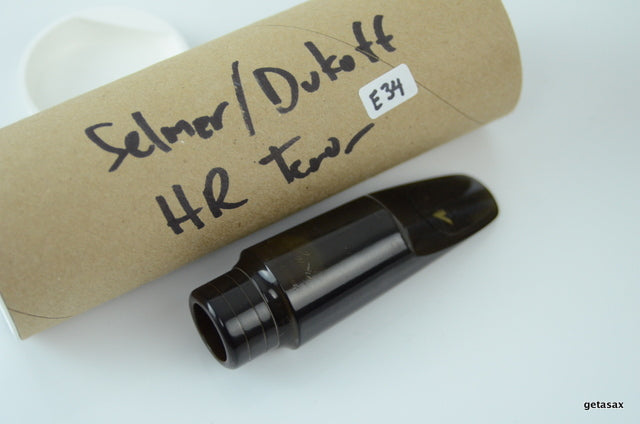 Selmer/Dukoff
E34
HR Tenor
getasax